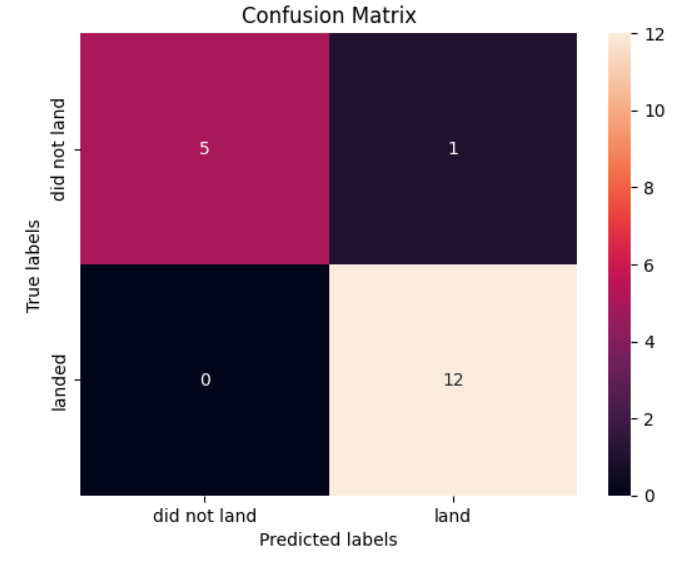 Confusion Matrix
True labels
did not land
landed
5
1
0
12
did not land
land
Predicted labels
12
10
8
6
4
2
0